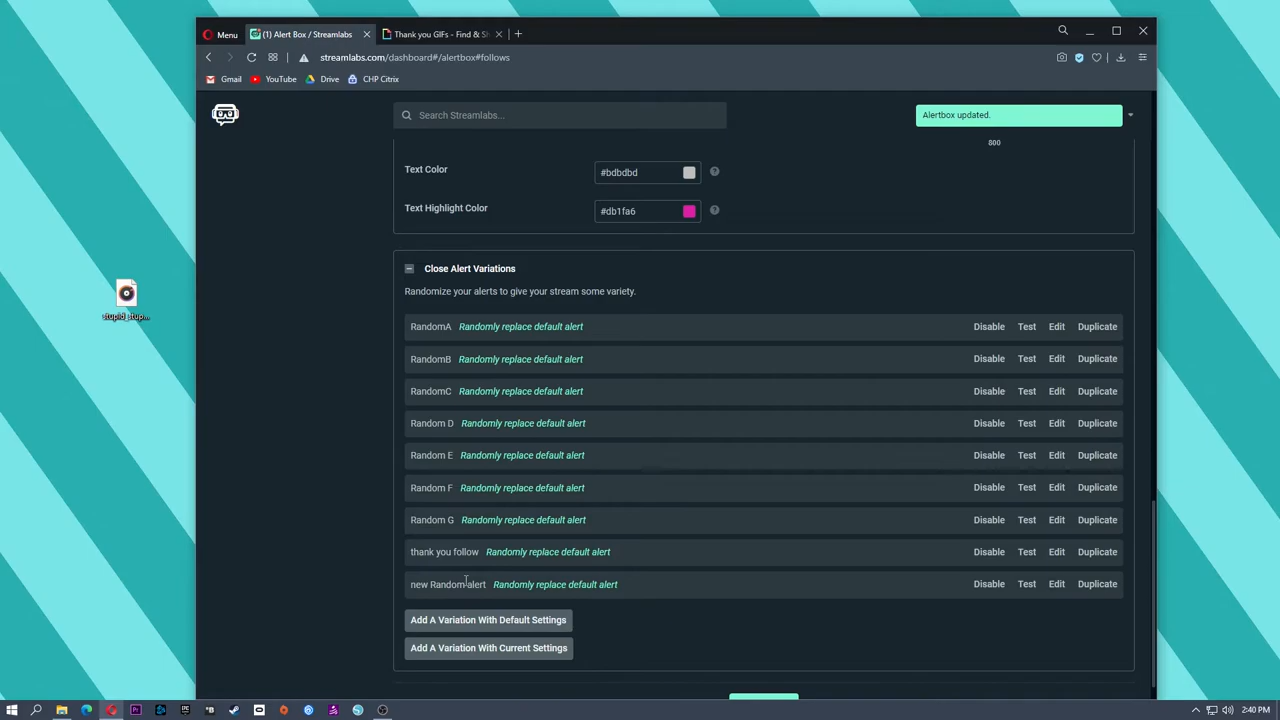 Menu
(1) Alert Box / Streamlabs
Thank you GIFs - Find & Sh
streamlabs.com/dashboard#/alertbox#follows
Gmail
YouTube
Drive
CHP Citrix
Search Streamlabs...
Alertbox updated.
800
Text Color
#bdbdbd
Text Highlight Color
#db1fa6
Close Alert Variations
Randomize your alerts to give your stream some variety.
RandomA Randomly replace default alert Disable Test Edit Duplicate
RandomB Randomly replace default alert Disable Test Edit Duplicate
RandomC Randomly replace default alert Disable Test Edit Duplicate
Random D Randomly replace default alert Disable Test Edit Duplicate
Random E Randomly replace default alert Disable Test Edit Duplicate
Random F Randomly replace default alert Disable Test Edit Duplicate
Random G Randomly replace default alert Disable Test Edit Duplicate
thank you follow Randomly replace default alert Disable Test Edit Duplicate
new Random alert Randomly replace default alert Disable Test Edit Duplicate
Add A Variation With Default Settings
Add A Variation With Current Settings
stupid_stup...
2:40 PM